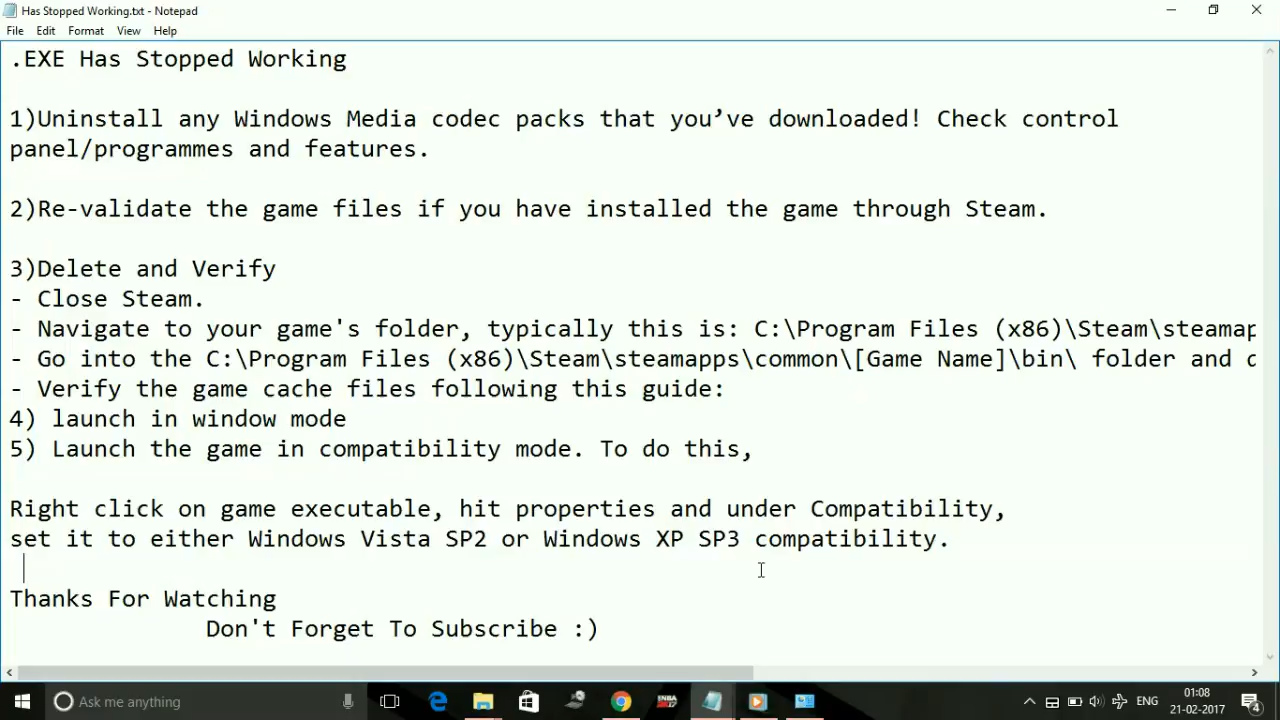 Has Stopped Working.txt - Notepad
File Edit Format View Help
.EXE Has Stopped Working
1)Uninstall any Windows Media codec packs that you’ve downloaded! Check control
panel/programmes and features.
2)Re-validate the game files if you have installed the game through Steam.
3)Delete and Verify
- Close Steam.
- Navigate to your game's folder, typically this is: C:\Program Files (x86)\Steam\steamap
- Go into the C:\Program Files (x86)\Steam\steamapps\common\[Game Name]\bin\ folder and d
- Verify the game cache files following this guide:
4) launch in window mode
5) Launch the game in compatibility mode. To do this,
Right click on game executable, hit properties and under Compatibility,
set it to either Windows Vista SP2 or Windows XP SP3 compatibility.
Thanks For Watching
Don't Forget To Subscribe :)
Ask me anything
ENG
01:08
21-02-2017
4